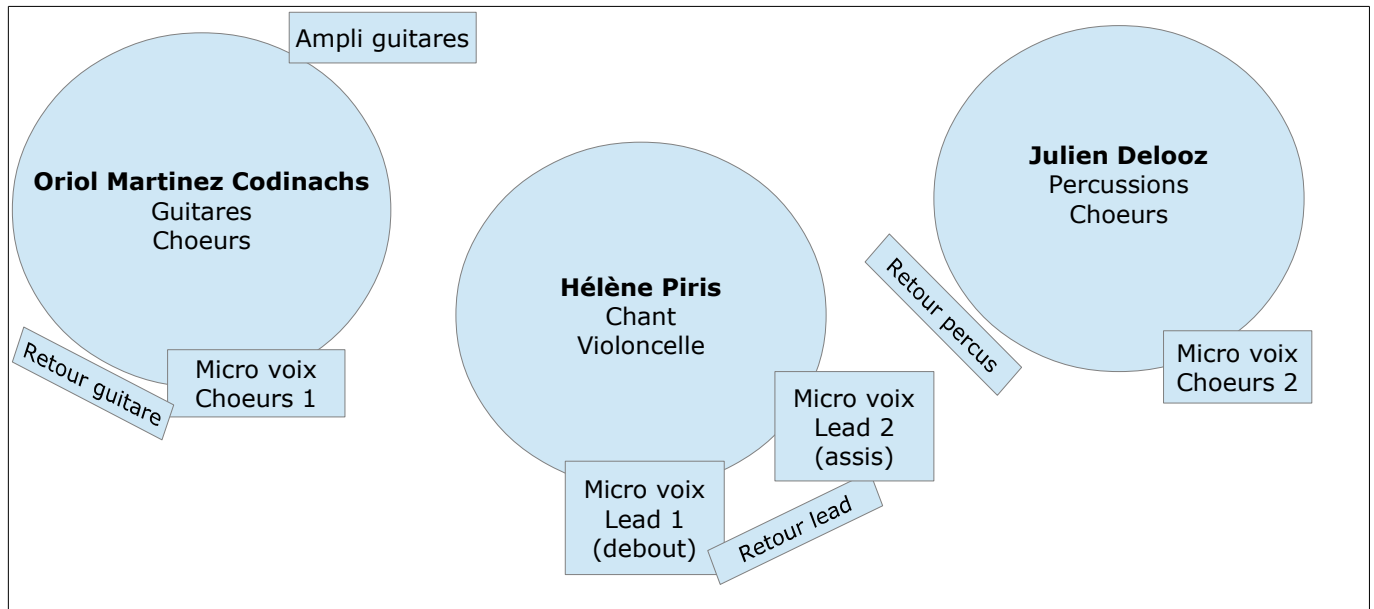 Ampli guitares
Oriol Martinez Codinachs
Guitares
Choeurs
Retour guitare
Micro voix
Choeurs 1
Hélène Piris
Chant
Violoncelle
Micro voix
Lead 1
(debout)
Retour lead
Micro voix
Lead 2
(assis)
Julien Delooz
Percussions
Choeurs
Retour percus
Micro voix
Choeurs 2